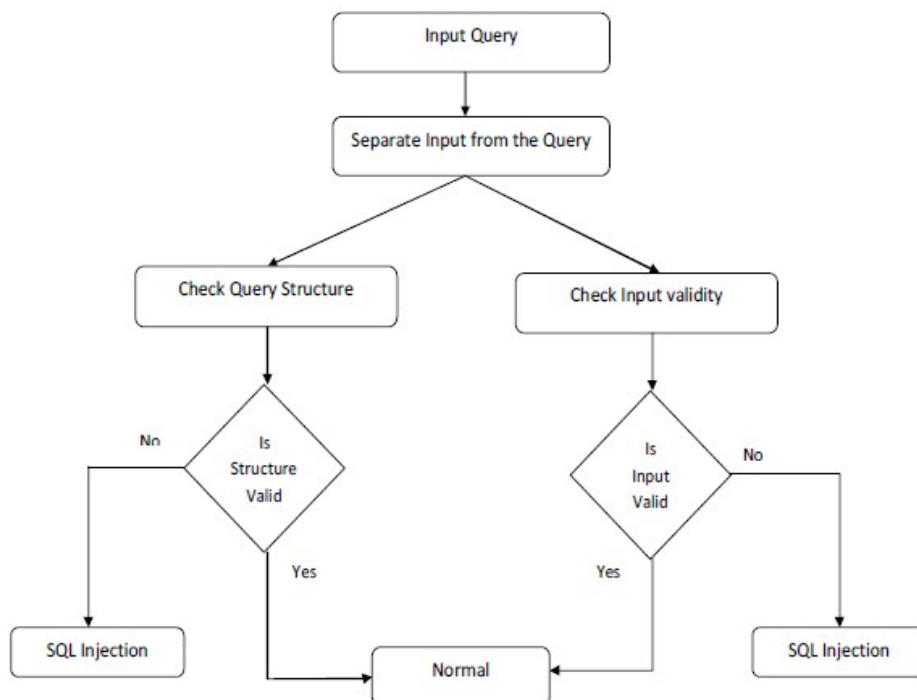 Input Query
Separate Input from the Query
Check Query Structure
Check Input validity
No
Is
Structure
Valid
Is
Input
Valid
No
Yes
Yes
SQL Injection
Normal
SQL Injection